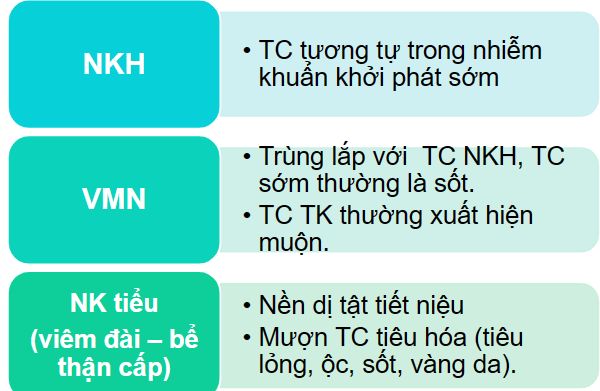 NKH
• TC tương tự trong nhiễm
khuẩn khởi phát sớm
VMN
• Trùng lắp với TC NKH, TC
sớm thường là sốt.
• TC TK thường xuất hiện
muộn.
NK tiểu
(viêm đài – bể
thận cấp)
• Nền dị tật tiết niệu
• Mượn TC tiêu hóa (tiêu
lỏng, ộc, sốt, vàng da).